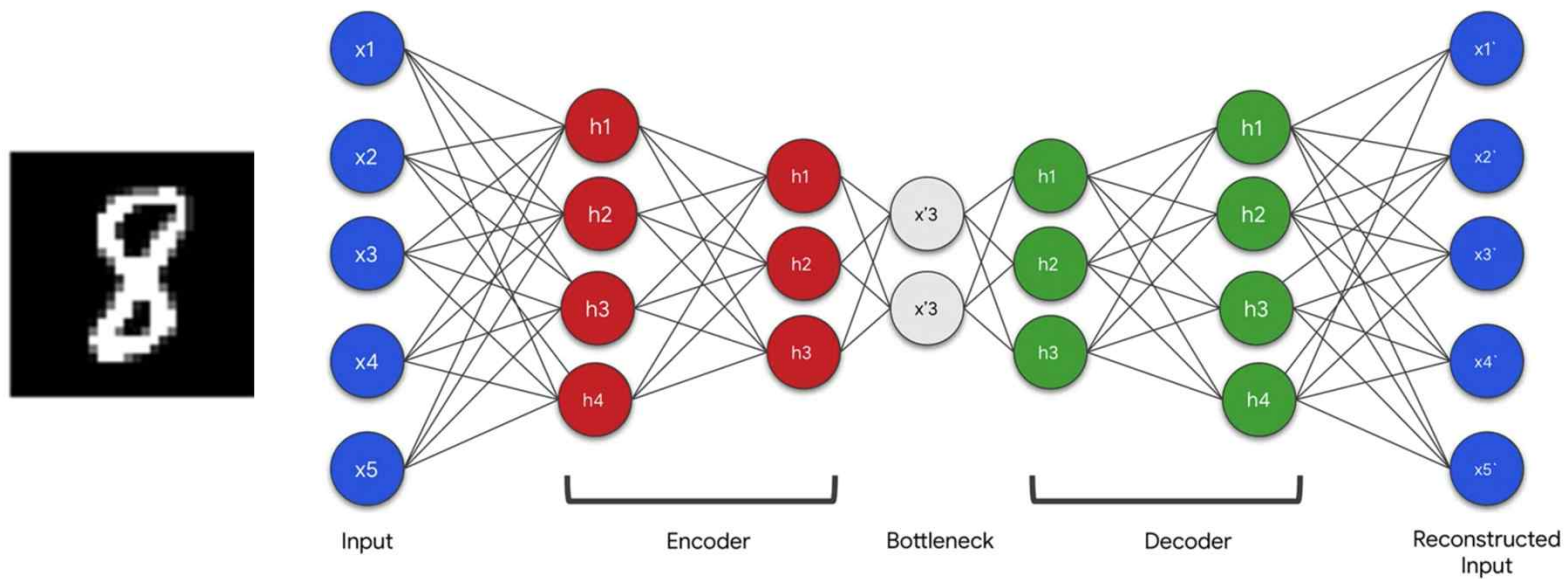 x1
x2
x3
x4
x5
h1
h2
h3
h4
h1
h2
h3
x'3
x'3
h1
h2
h3
h1
h2
h3
h4
x1`
x2`
x3`
x4`
x5`
Input
Encoder
Bottleneck
Decoder
Reconstructed
Input